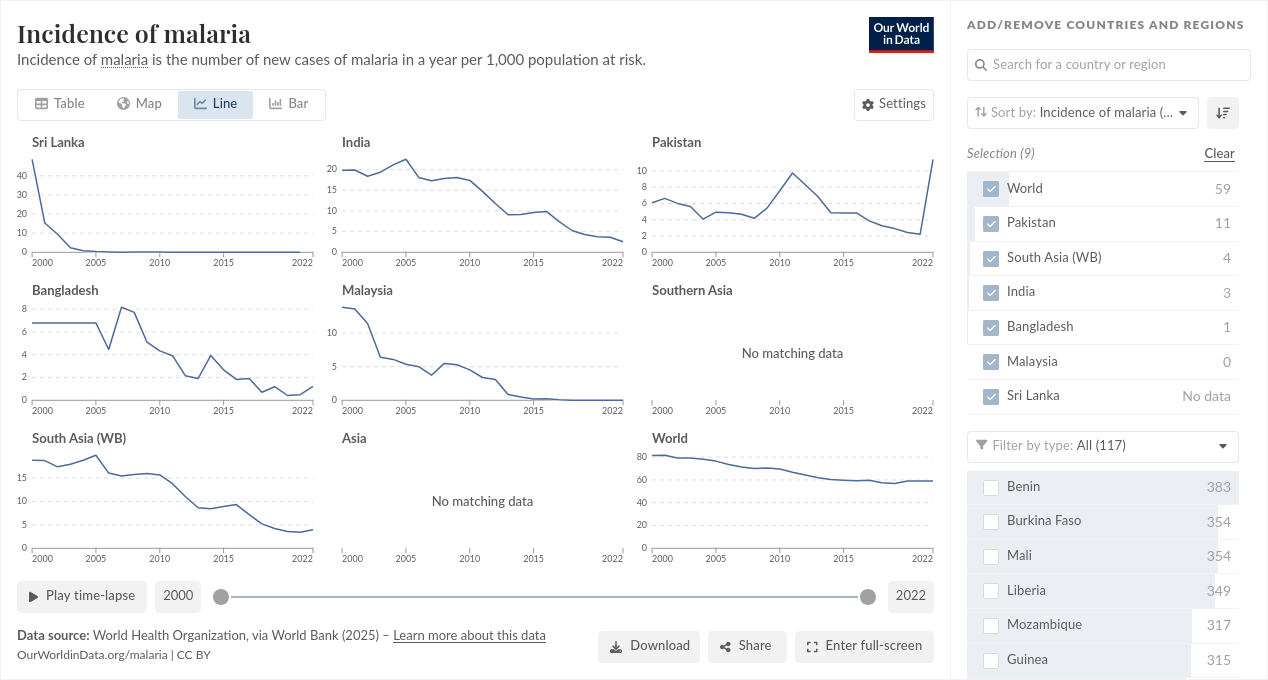 Incidence of malaria
Incidence of malaria is the number of new cases of malaria in a year per 1,000 population at risk.
Our World
in Data
Table Map Line Bar
Settings
Sri Lanka
40
30
20
10
0
2000 2005 2010 2015 2022
India
20
15
10
5
0
2000 2005 2010 2015 2022
Pakistan
10
8
6
4
2
0
2000 2005 2010 2015 2022
Bangladesh
8
6
4
2
0
2000 2005 2010 2015 2022
Malaysia
10
5
0
2000 2005 2010 2015 2022
Southern Asia
No matching data
2000 2005 2010 2015 2022
South Asia (WB)
15
10
5
0
2000 2005 2010 2015 2022
Asia
No matching data
2000 2005 2010 2015 2022
World
80
60
40
20
0
2000 2005 2010 2015 2022
Play time-lapse 2000 2022
Data source: World Health Organization, via World Bank (2025) – Learn more about this data
OurWorldinData.org/malaria | CC BY
Download Share Enter full-screen
ADD/REMOVE COUNTRIES AND REGIONS
Search for a country or region
Sort by: Incidence of malaria (...
Selection (9) Clear
World 59
Pakistan 11
South Asia (WB) 4
India 3
Bangladesh 1
Malaysia 0
Sri Lanka No data
Filter by type: All (117)
Benin 383
Burkina Faso 354
Mali 354
Liberia 349
Mozambique 317
Guinea 315